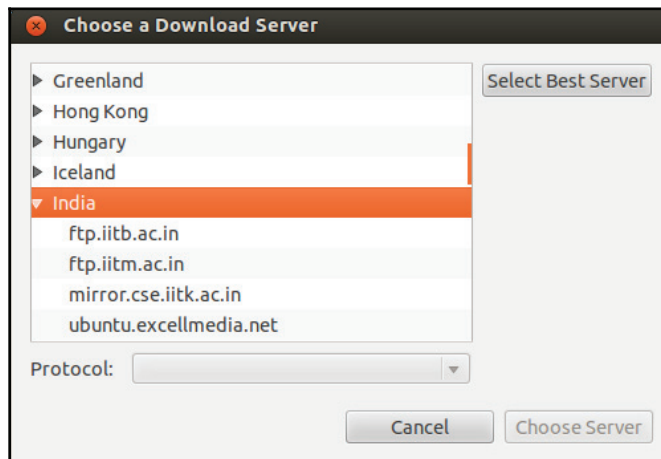 Choose a Download Server
Greenland
Select Best Server
Hong Kong
Hungary
Iceland
India
ftp.iitb.ac.in
ftp.iitm.ac.in
mirror.cse.iitk.ac.in
ubuntu.excellmedia.net
Protocol:
Cancel
Choose Server